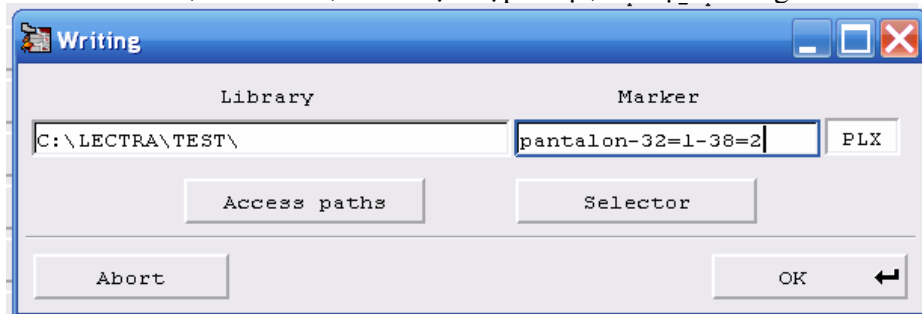 Writing
Library Marker
C:\LECTRA\TEST\ pantalon-32=1-38=2 PLX
Access paths Selector
Abort OK